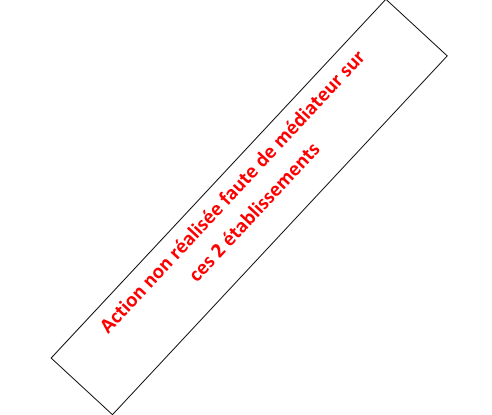 Action non réalisée faute de médiateur sur
ces 2 établissements